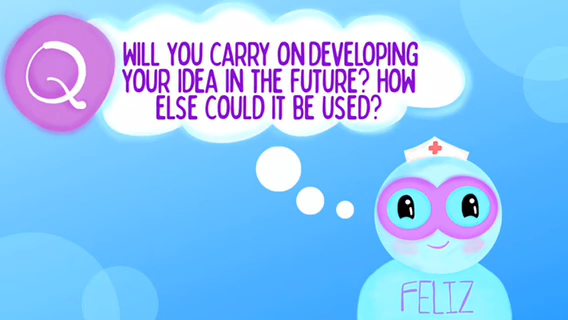 Q
WILL YOU CARRY ON DEVELOPING
YOUR IDEA IN THE FUTURE? HOW
ELSE COULD IT BE USED?
FELIZ